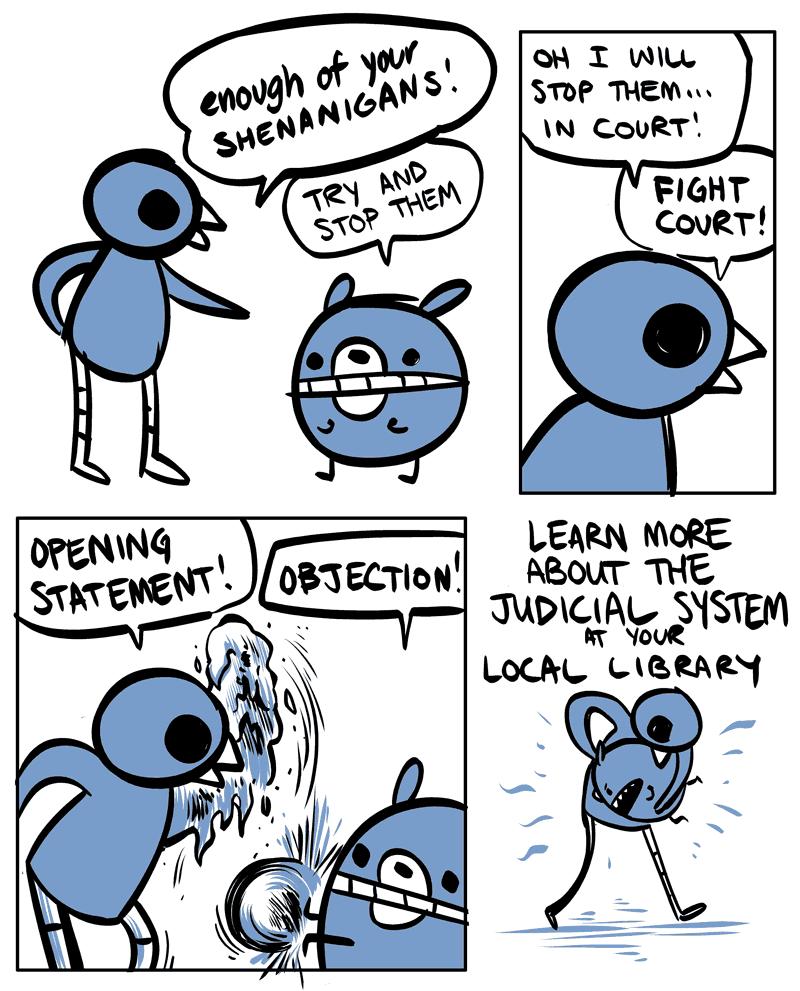 enough of your
SHENANIGANS!
TRY AND
STOP THEM
OH I WILL
STOP THEM...
IN COURT!
FIGHT
COURT!
OPENING
STATEMENT!
OBJECTION!
LEARN MORE
ABOUT THE
JUDICIAL SYSTEM
AT YOUR
LOCAL LIBRARY